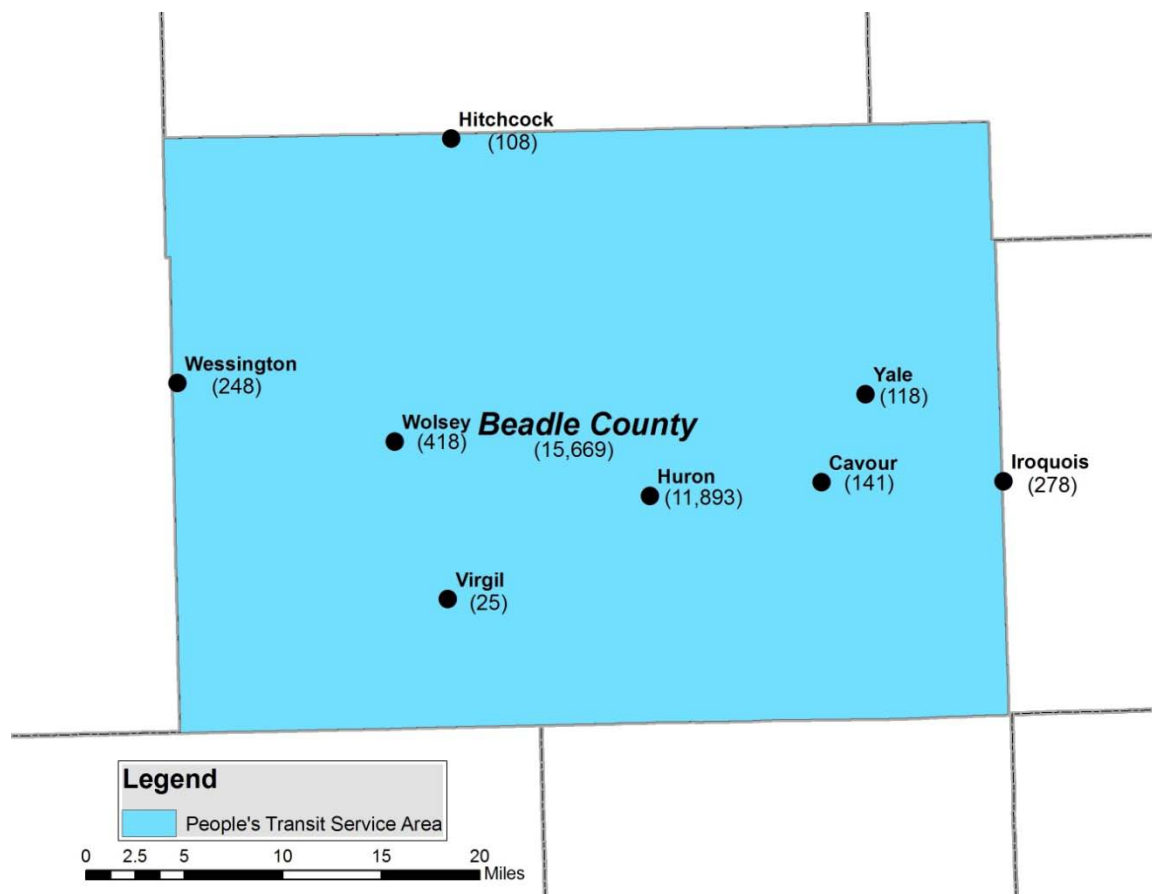 Hitchcock
(108)
Wessington
(248)
Yale
(118)
Wolsey
(418)
Beadle County
(15,669)
Cavour
(141)
Iroquois
(278)
Huron
(11,893)
Virgil
(25)
Legend
People's Transit Service Area
0 2.5 5 10 15 20
Miles